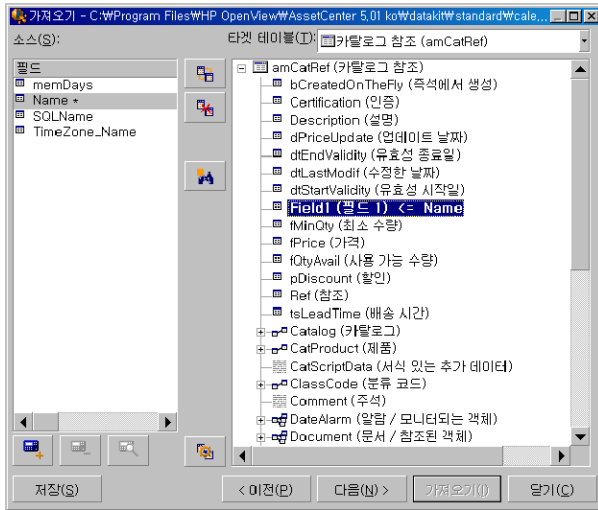 가져오기 - C:₩Program Files₩HP OpenView₩AssetCenter 5,01 ko₩datakit₩standard₩cale...
소스(S):
타겟 테이블(T):
카탈로그 참조 (amCatRef)
필드
memDays
Name *
SQLName
TimeZone_Name
amCatRef (카탈로그 참조)
bCreatedOnTheFly (즉석에서 생성)
Certification (인증)
Description (설명)
dPriceUpdate (업데이트 날짜)
dtEndValidity (유효성 종료일)
dtLastModif (수정한 날짜)
dtStartValidity (유효성 시작일)
Field1 (필드 1) <= Name
fMinQty (최소 수량)
fPrice (가격)
fQtyAvail (사용 가능 수량)
pDiscount (할인)
Ref (참조)
tsLeadTime (배송 시간)
Catalog (카탈로그)
CatProduct (제품)
CatScriptData (서식 있는 추가 데이터)
ClassCode (분류 코드)
Comment (주석)
DateAlarm (알람 / 모니터되는 객체)
Document (문서 / 참조된 객체)
저장(S)
< 이전(P)
다음(N) >
가져오기(I)
닫기(C)